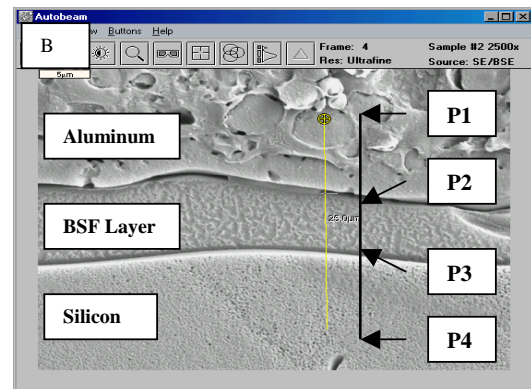 Autobeam
w Buttons Help
B
Frame: 4
Res: Ultrafine
Sample #2 2500x
Source: SE/BSE
5µm
Aluminum
P1
P2
BSF Layer
25.0µm
P3
Silicon
P4